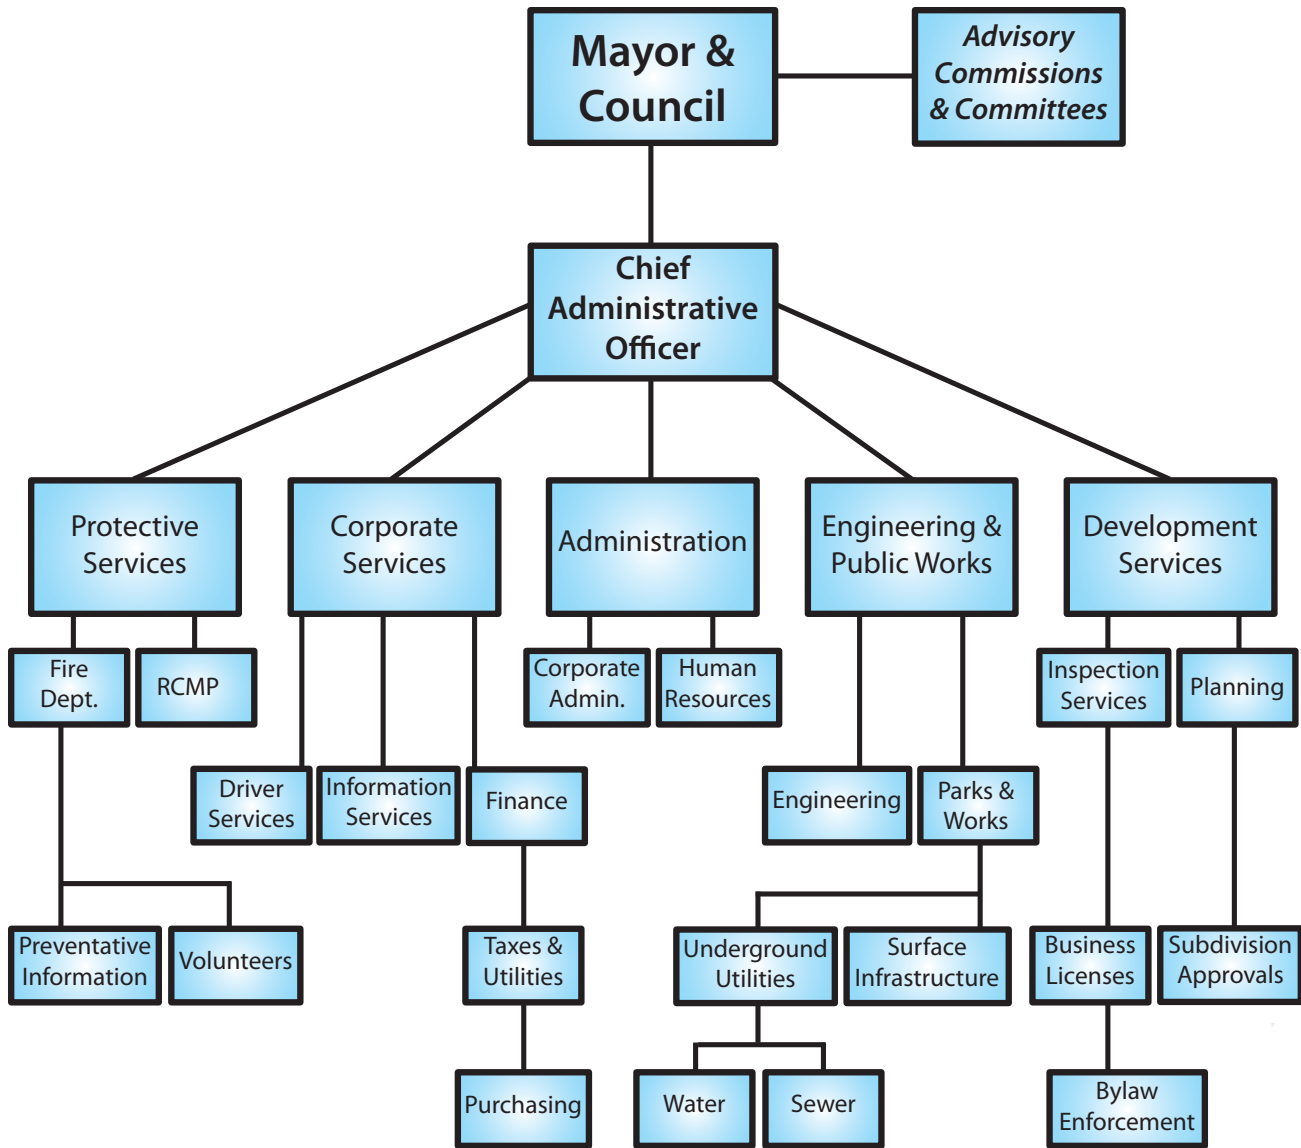 Mayor &
Council
Advisory
Commissions
& Committees
Chief
Administrative
Officer
Protective
Services
Corporate
Services
Administration
Engineering &
Public Works
Development
Services
Fire
Dept.
RCMP
Corporate
Admin.
Human
Resources
Inspection
Services
Planning
Driver
Services
Information
Services
Finance
Engineering
Parks &
Works
Preventative
Information
Volunteers
Taxes &
Utilities
Underground
Utilities
Surface
Infrastructure
Business
Licenses
Subdivision
Approvals
Purchasing
Water
Sewer
Bylaw
Enforcement